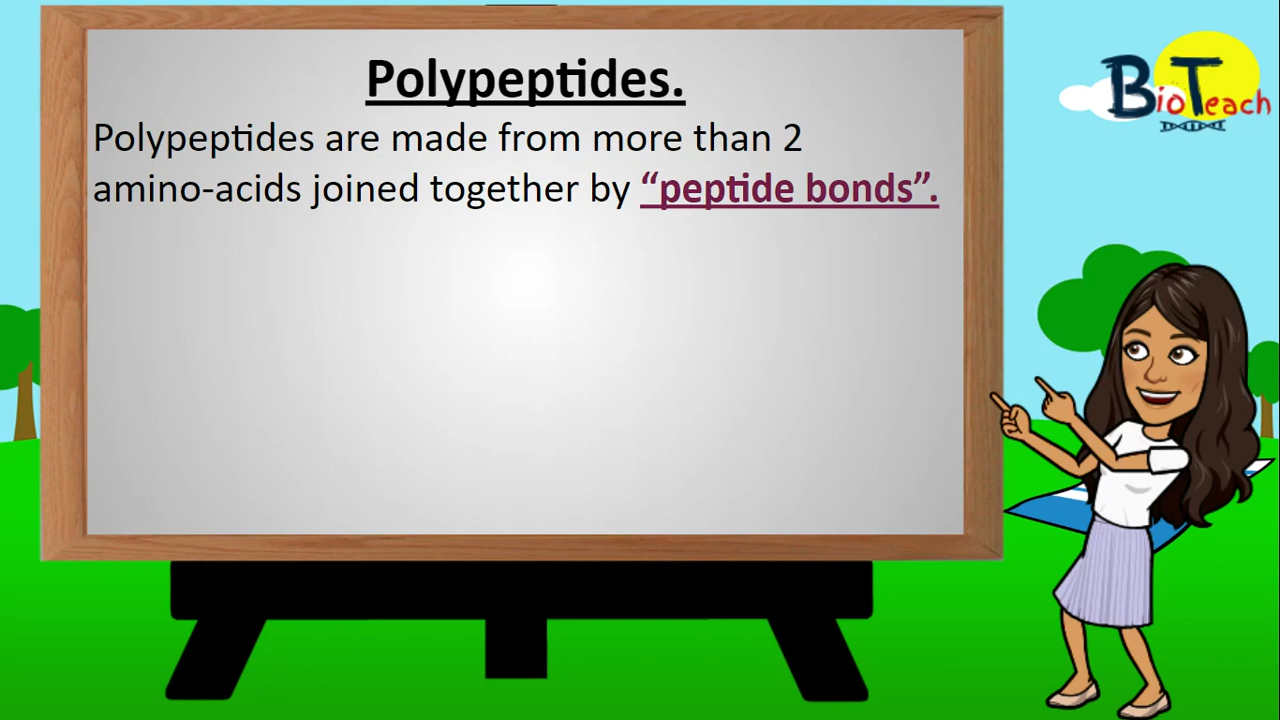 Polypeptides.
Polypeptides are made from more than 2
amino-acids joined together by “peptide bonds”.
BioTeach